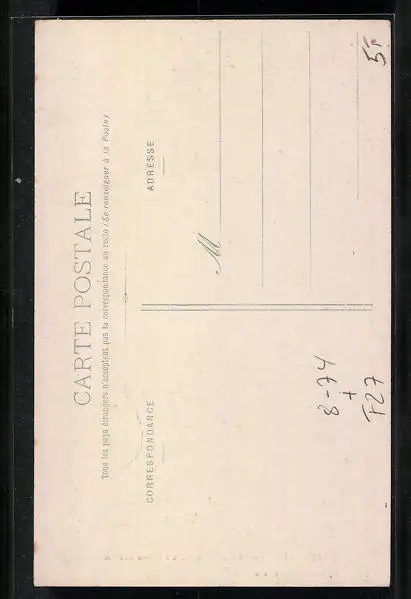 CARTE POSTALE
Tous les pays étrangers n'acceptent pas la correspondance au recto (Se renseigner à la Poste)
CORRESPONDANCE
ADRESSE
M
8-74
+
T27
5.-